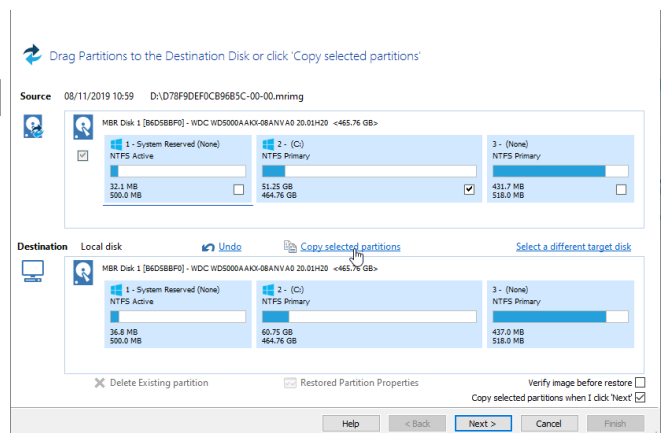 Drag Partitions to the Destination Disk or click 'Copy selected partitions'
Source 08/11/2019 10:59 D:\D78F9DEF0CB96B5C-00-00.mrimg
MBR Disk 1 [B6D5BBF0] - WDC WD5000AAKX-08ANVA0 20.01H20 <465.76 GB>
1 - System Reserved (None)
NTFS Active
32.1 MB
500.0 MB
2 - (C:)
NTFS Primary
51.25 GB
464.76 GB
3 - (None)
NTFS Primary
431.7 MB
518.0 MB
Destination Local disk Undo Copy selected partitions Select a different target disk
MBR Disk 1 [B6D5BBF0] - WDC WD5000AAKX-08ANVA0 20.01H20 <465.76 GB>
1 - System Reserved (None)
NTFS Active
36.8 MB
500.0 MB
2 - (C:)
NTFS Primary
60.75 GB
464.76 GB
3 - (None)
NTFS Primary
437.0 MB
518.0 MB
Delete Existing partition Restored Partition Properties Verify image before restore
Copy selected partitions when I click 'Next'
Help < Back Next > Cancel Finish